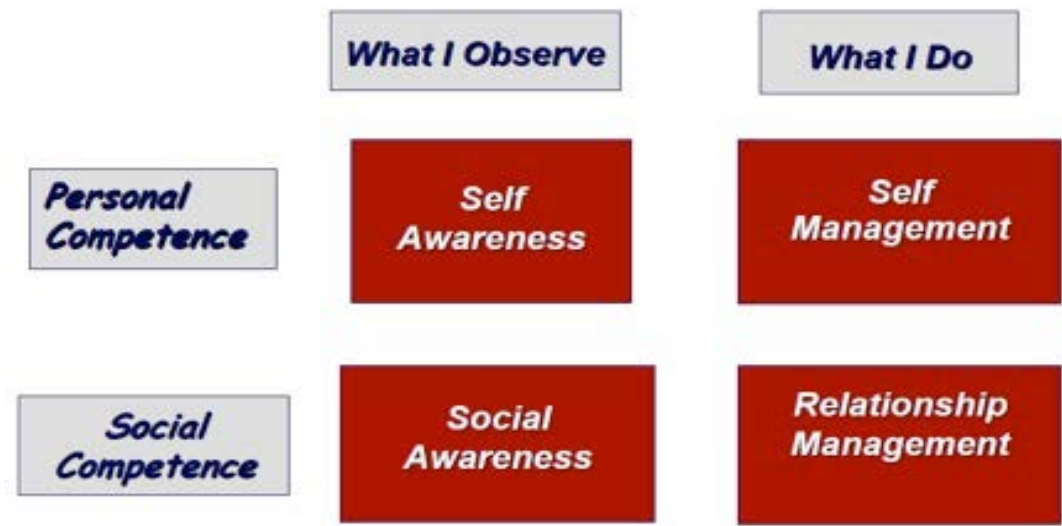 What I Observe
What I Do
Personal
Competence
Self
Awareness
Self
Management
Social
Competence
Social
Awareness
Relationship
Management